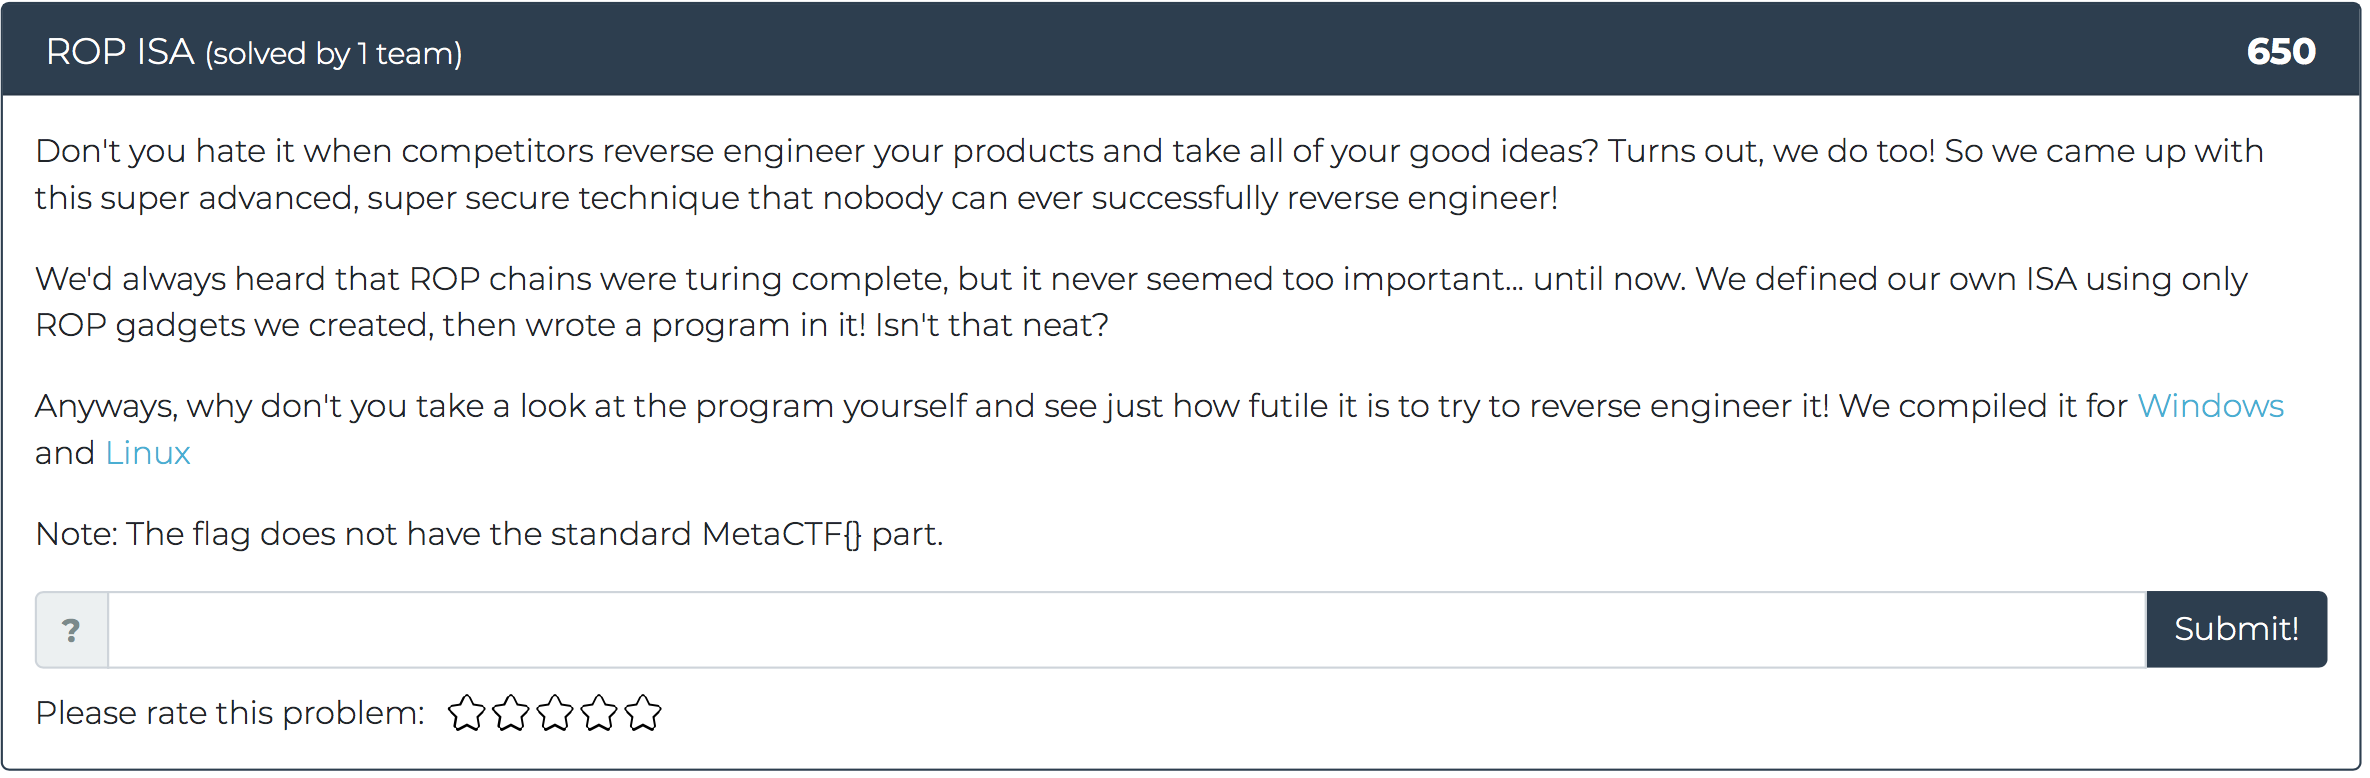 ROP ISA (solved by 1 team) 650
Don't you hate it when competitors reverse engineer your products and take all of your good ideas? Turns out, we do too! So we came up with
this super advanced, super secure technique that nobody can ever successfully reverse engineer!
We'd always heard that ROP chains were turing complete, but it never seemed too important... until now. We defined our own ISA using only
ROP gadgets we created, then wrote a program in it! Isn't that neat?
Anyways, why don't you take a look at the program yourself and see just how futile it is to try to reverse engineer it! We compiled it for Windows
and Linux
Note: The flag does not have the standard MetaCTF{} part.
? Submit!
Please rate this problem: